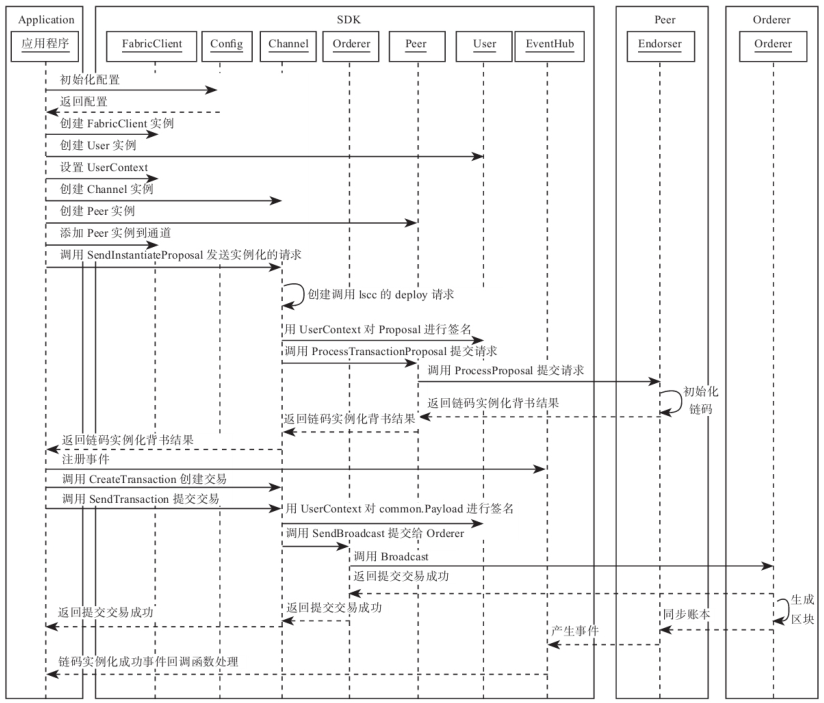 Application
SDK
Peer
Orderer
应用程序
FabricClient
Config
Channel
Orderer
Peer
User
EventHub
Endorser
Orderer
初始化配置
返回配置
创建 FabricClient 实例
创建 User 实例
设置 UserContext
创建 Channel 实例
创建 Peer 实例
添加 Peer 实例到通道
调用 SendInstantiateProposal 发送实例化的请求
创建调用 lscc 的 deploy 请求
用 UserContext 对 Proposal 进行签名
调用 ProcessTransactionProposal 提交请求
调用 ProcessProposal 提交请求
初始化
链码
返回链码实例化背书结果
返回链码实例化背书结果
返回链码实例化背书结果
注册事件
调用 CreateTransaction 创建交易
调用 SendTransaction 提交交易
用 UserContext 对 common.Payload 进行签名
调用 SendBroadcast 提交给 Orderer
调用 Broadcast
返回提交交易成功
生成
区块
返回提交交易成功
返回提交交易成功
同步账本
产生事件
链码实例化成功事件回调函数处理